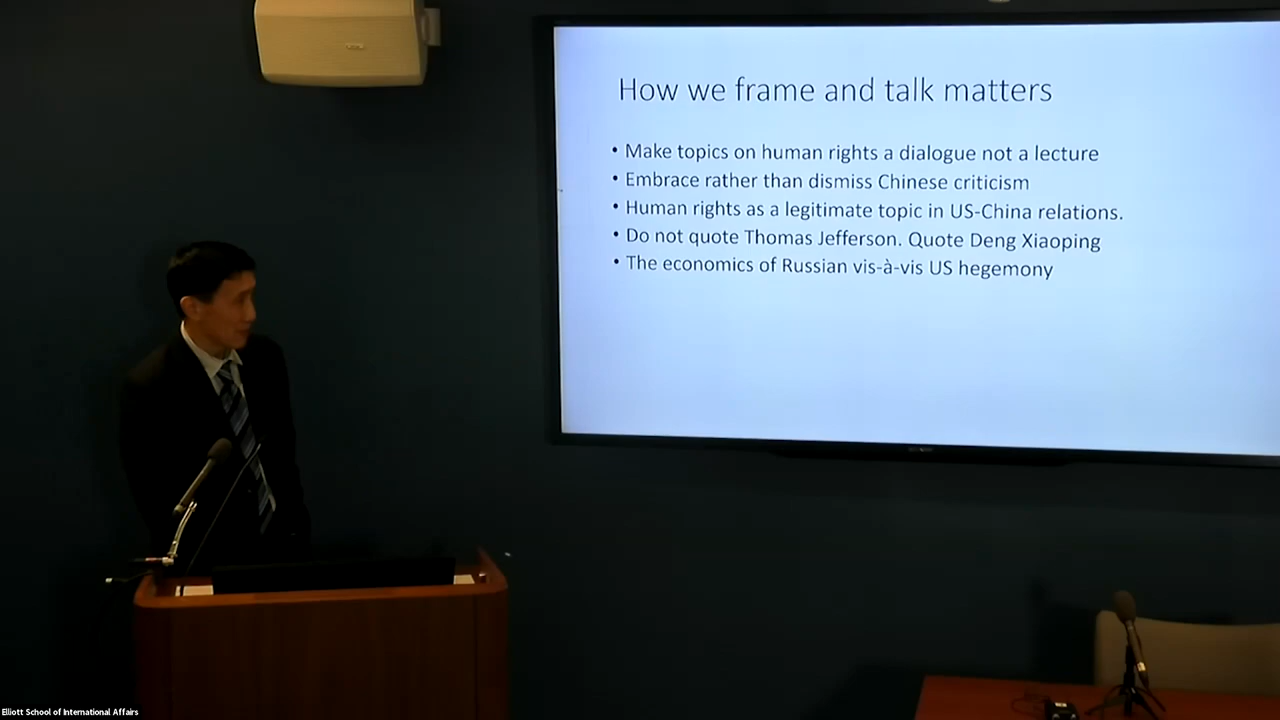 How we frame and talk matters
• Make topics on human rights a dialogue not a lecture
• Embrace rather than dismiss Chinese criticism
• Human rights as a legitimate topic in US-China relations.
• Do not quote Thomas Jefferson. Quote Deng Xiaoping
• The economics of Russian vis-à-vis US hegemony
Elliott School of International Affairs